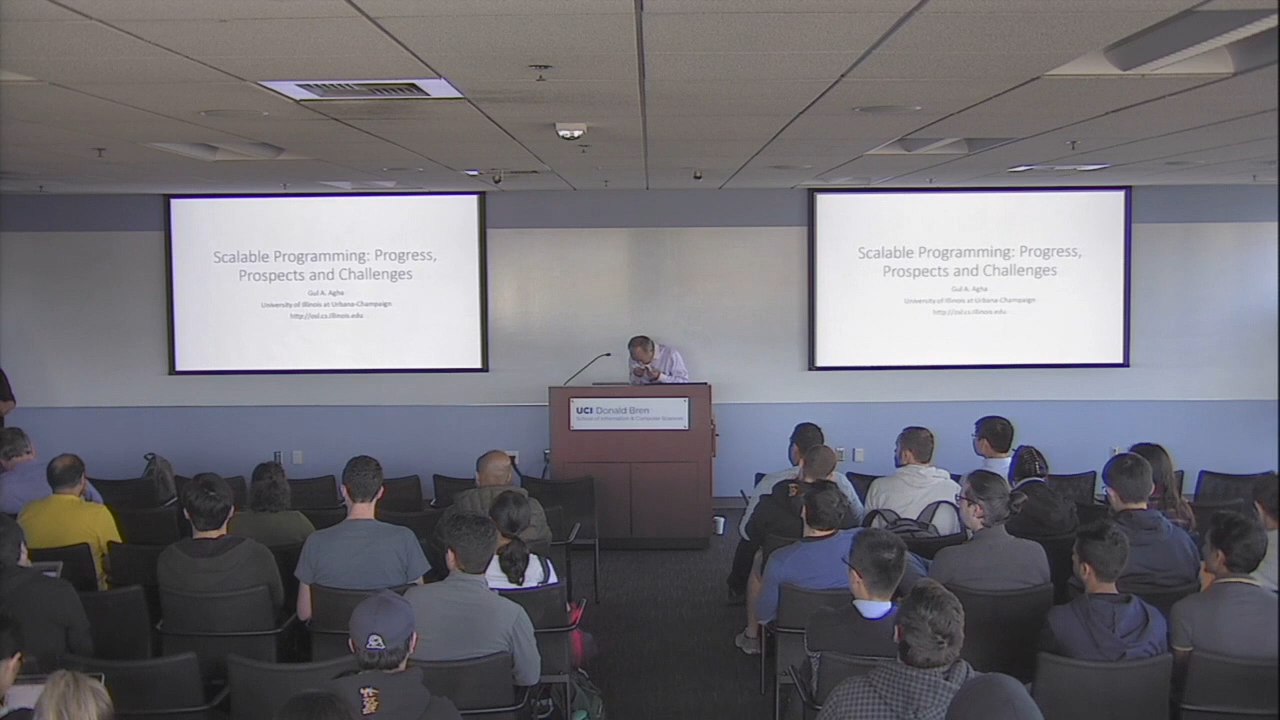 Scalable Programming: Progress,
Prospects and Challenges
Gul A. Agha
University of Illinois at Urbana-Champaign
http://osl.cs.illinois.edu
Scalable Programming: Progress,
Prospects and Challenges
Gul A. Agha
University of Illinois at Urbana-Champaign
http://osl.cs.illinois.edu
UCI Donald Bren
School of Information & Computer Sciences